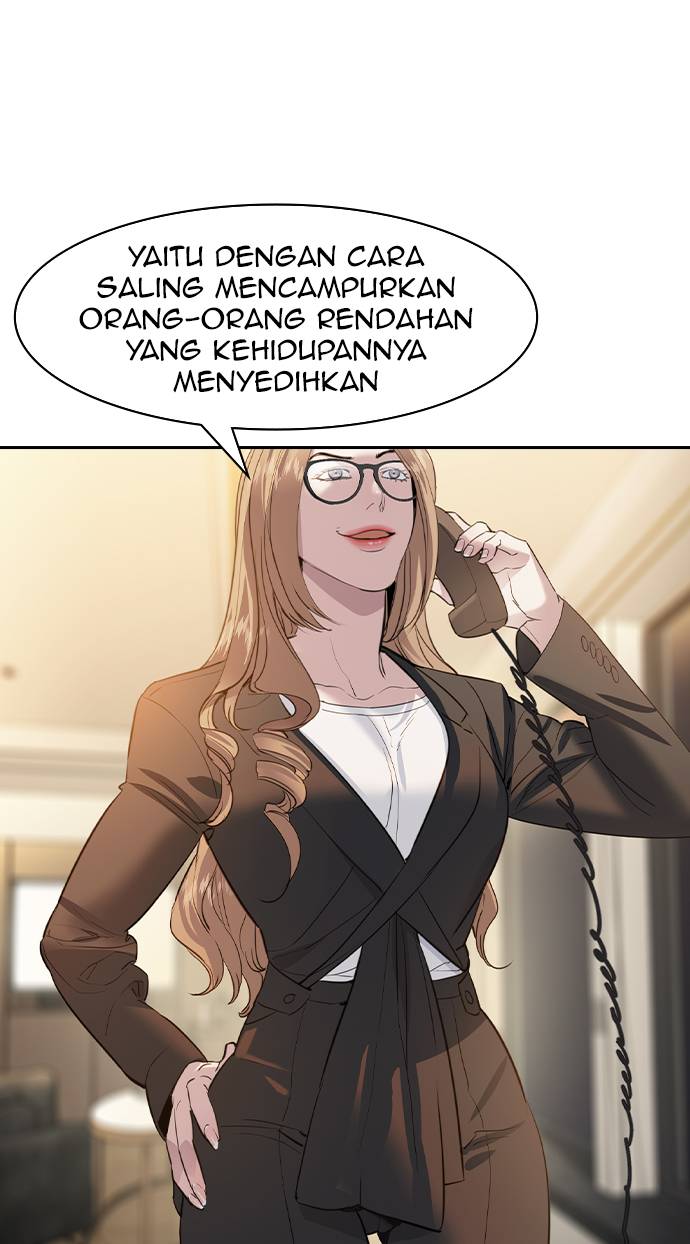 YAITU DENGAN CARA
SALING MENCAMPURKAN
ORANG-ORANG RENDAHAN
YANG KEHIDUPANNYA
MENYEDIHKAN